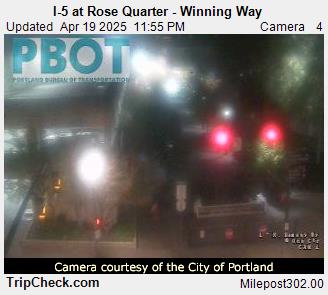 I-5 at Rose Quarter - Winning Way
Updated Apr 19 2025 11:55 PM Camera 4
PBOT
PORTLAND BUREAU OF TRANSPORTATION
Camera courtesy of the City of Portland
TripCheck.com Milepost302.00